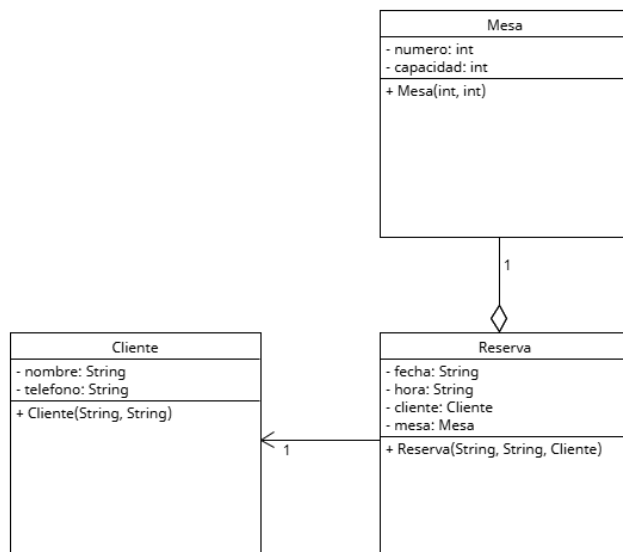 Mesa
- numero: int
- capacidad: int
+ Mesa(int, int)
1
Cliente
- nombre: String
- telefono: String
+ Cliente(String, String)
1
Reserva
- fecha: String
- hora: String
- cliente: Cliente
- mesa: Mesa
+ Reserva(String, String, Cliente)